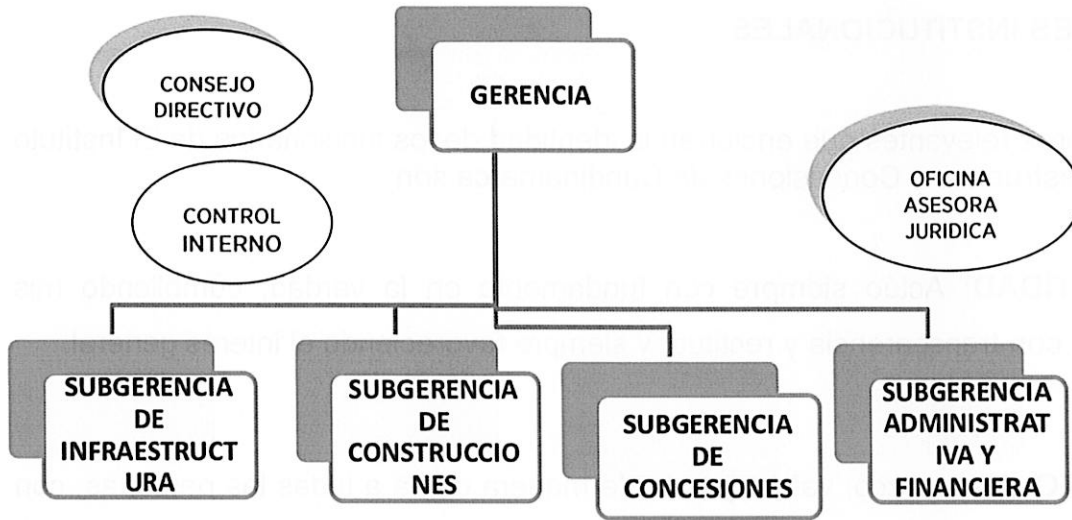 GERENCIA
CONSEJO
DIRECTIVO
CONTROL
INTERNO
OFICINA
ASESORA
JURIDICA
SUBGERENCIA
DE
INFRAESTRUCT
URA
SUBGERENCIA
DE
CONSTRUCCIO
NES
SUBGERENCIA
DE
CONCESIONES
SUBGERENCIA
ADMINISTRAT
IVA Y
FINANCIERA